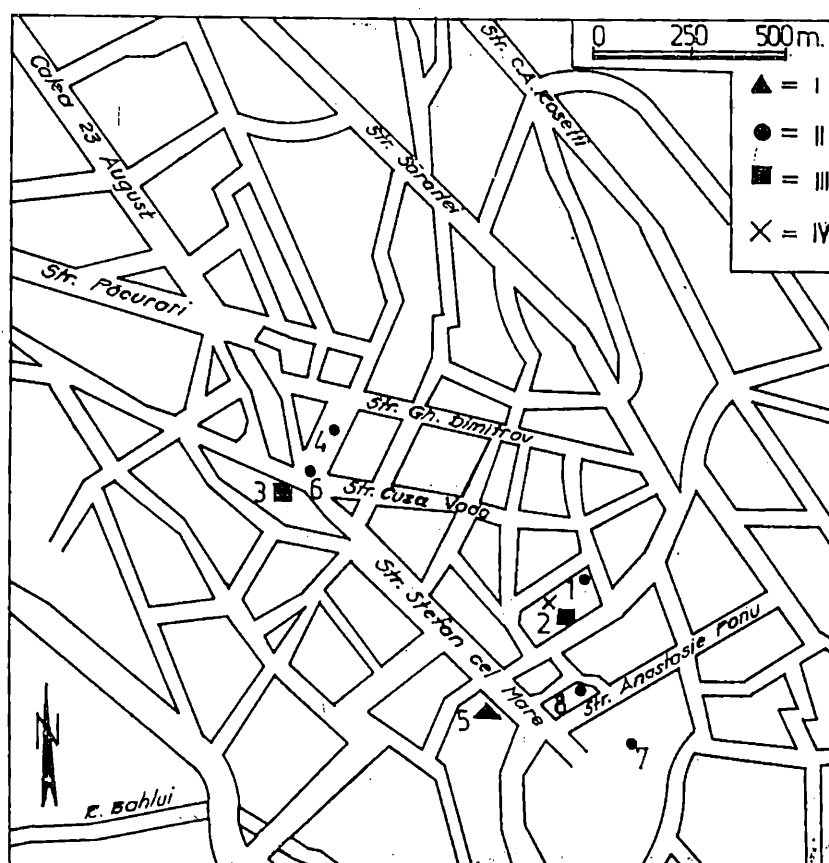 0 250 500 m.
▲ = I
● = II
■ = III
× = IV
Calea 23 August
Str. C.A. Rosetti
Str. Sărariei
Str. Păcurari
Str. Gh. Dimitrov
4
3
6
Str. Cuza Vodă
Str. Ștefan cel Mare
1
2
Str. Anastasie Panu
8
5
7
N
R. Bahlui